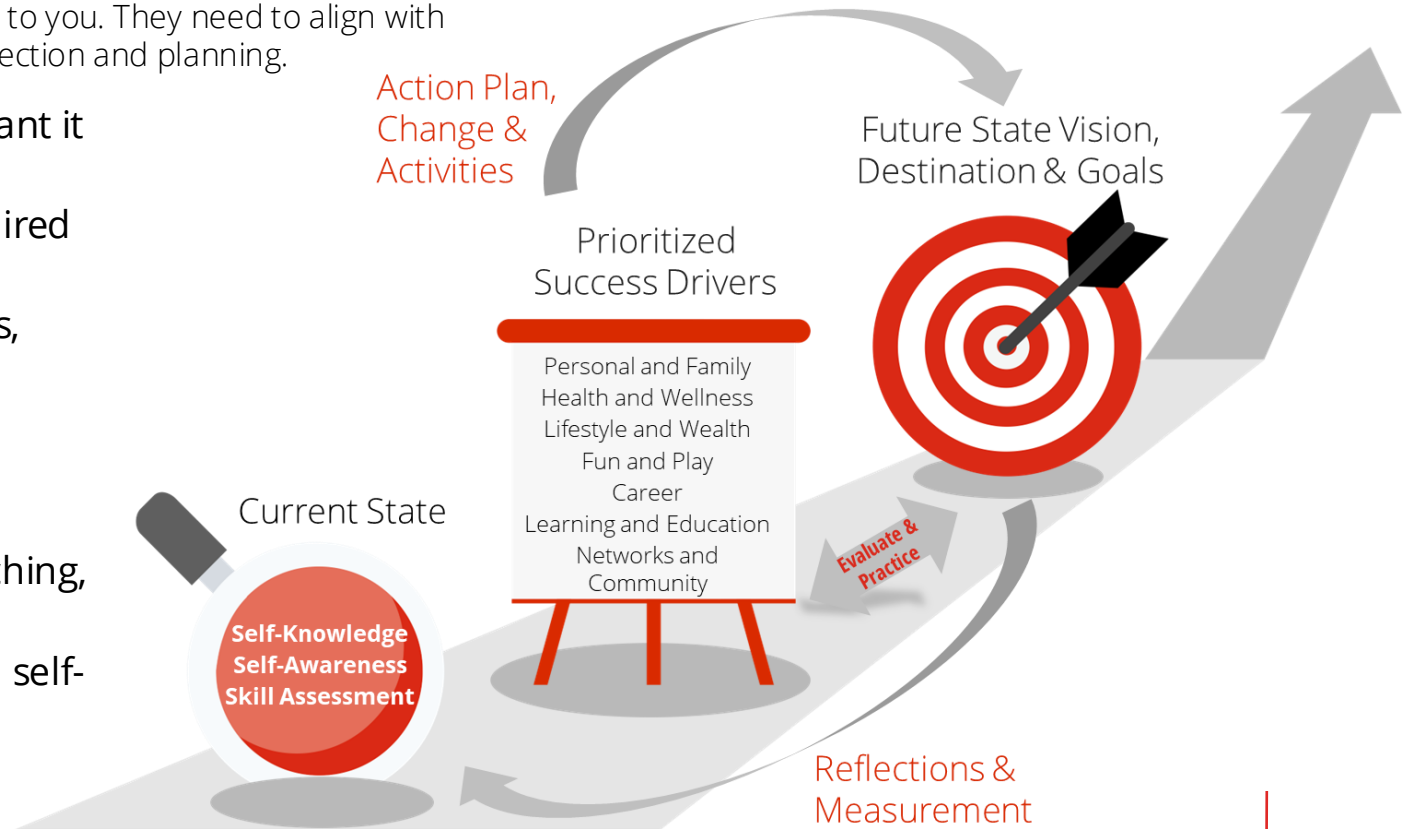 to you. They need to align with
ection and planning.
ant it
ired
s,
thing,
self-
Action Plan,
Change &
Activities
Future State Vision,
Destination & Goals
Prioritized
Success Drivers
Personal and Family
Health and Wellness
Lifestyle and Wealth
Fun and Play
Career
Learning and Education
Networks and
Community
Evaluate &
Practice
Current State
Self-Knowledge
Self-Awareness
Skill Assessment
Reflections &
Measurement